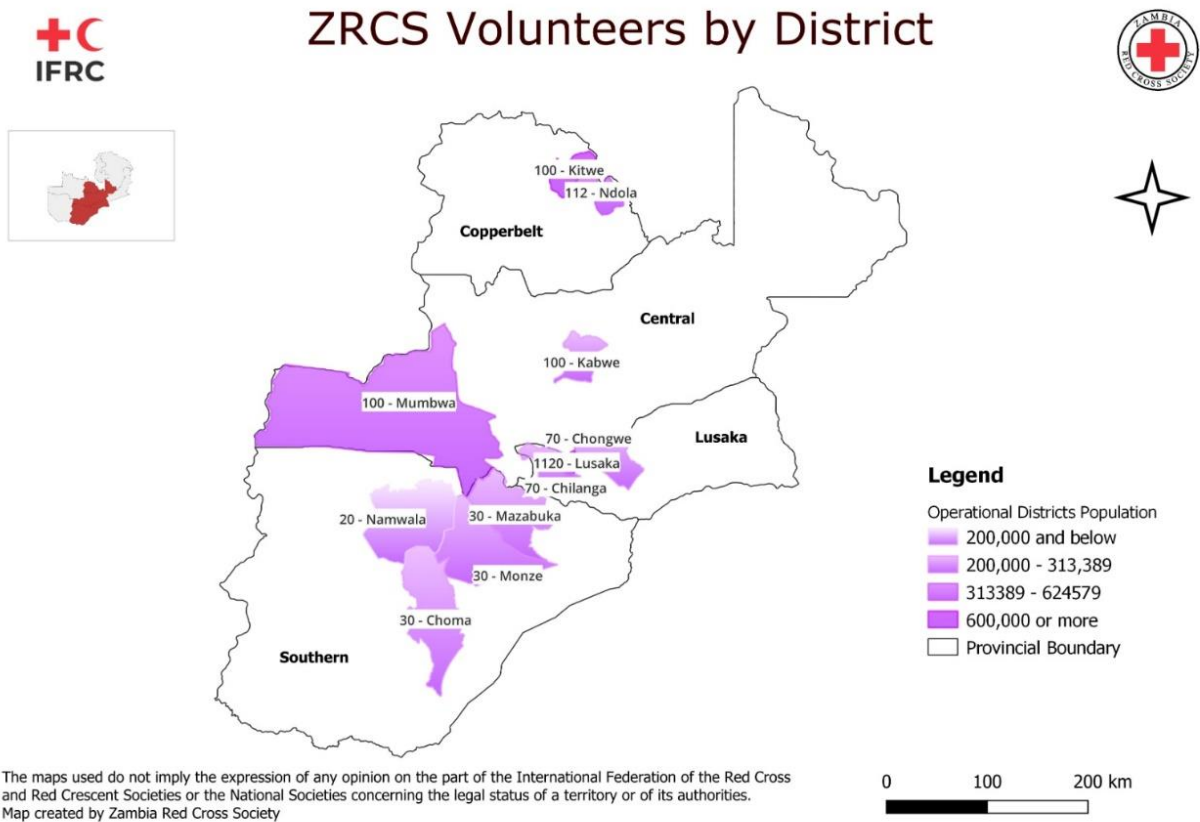 ZRCS Volunteers by District
IFRC
ZAMBIA
RED CROSS SOCIETY
100 - Kitwe
112 - Ndola
Copperbelt
Central
100 - Kabwe
100 - Mumbwa
70 - Chongwe
Lusaka
1120 - Lusaka
70 - Chilanga
20 - Namwala
30 - Mazabuka
30 - Monze
30 - Choma
Southern
Legend
Operational Districts Population
200,000 and below
200,000 - 313,389
313389 - 624579
600,000 or more
Provincial Boundary
The maps used do not imply the expression of any opinion on the part of the International Federation of the Red Cross
and Red Crescent Societies or the National Societies concerning the legal status of a territory or of its authorities.
Map created by Zambia Red Cross Society
0 100 200 km